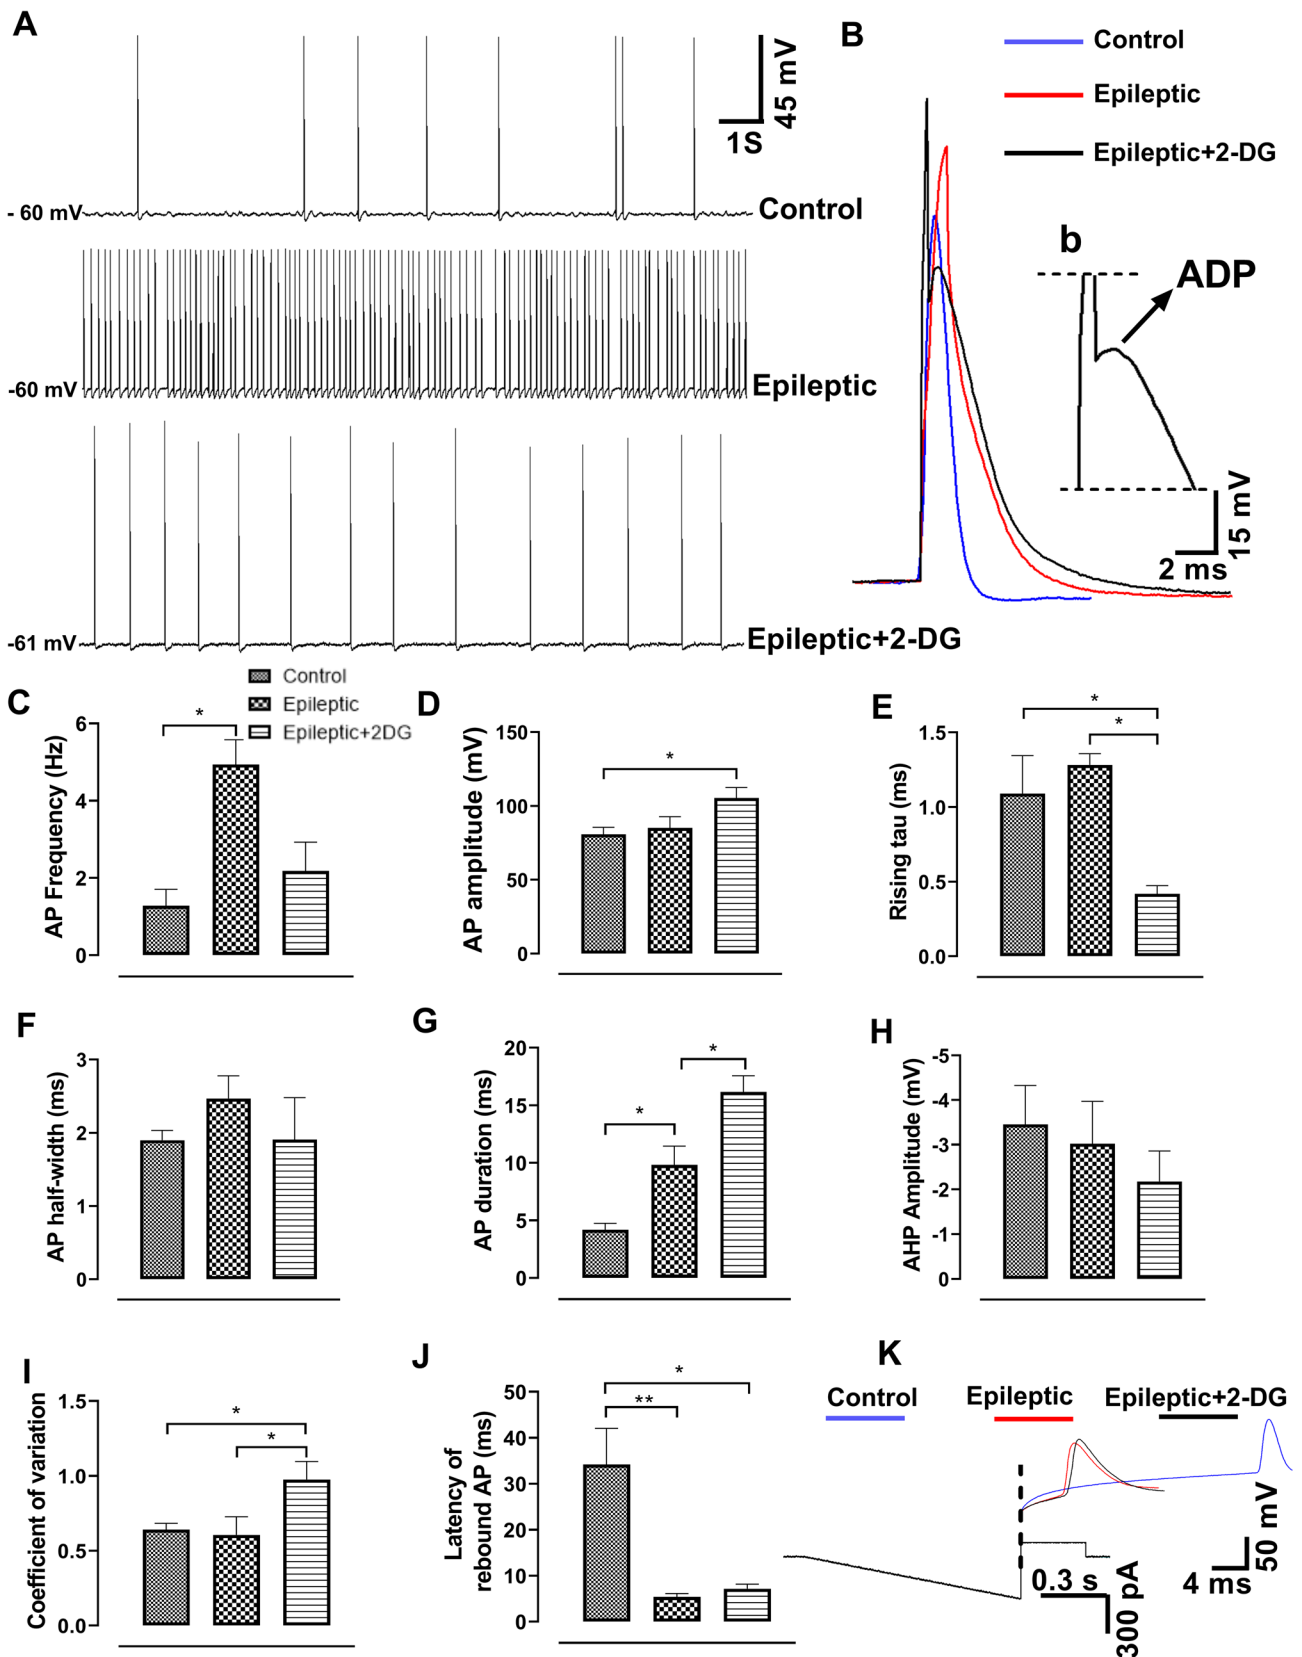 A
45 mV
1S
- 60 mV
Control
-60 mV
Epileptic
-61 mV
Epileptic+2-DG
B
Control
Epileptic
Epileptic+2-DG
b
ADP
2 ms
15 mV
Control
Epileptic
Epileptic+2DG
C
AP Frequency (Hz)
6
4
2
0
*
D
AP amplitude (mV)
150
100
50
0
*
E
Rising tau (ms)
1.5
1.0
0.5
0.0
*
*
F
AP half-width (ms)
3
2
1
0
G
AP duration (ms)
20
15
10
5
0
*
*
H
AHP Amplitude (mV)
-5
-4
-3
-2
-1
0
I
Coefficient of variation
1.5
1.0
0.5
0.0
*
*
J
Latency of
rebound AP (ms)
50
40
30
20
10
0
*
**
K
Control
Epileptic
Epileptic+2-DG
0.3 s
300 pA
4 ms
50 mV